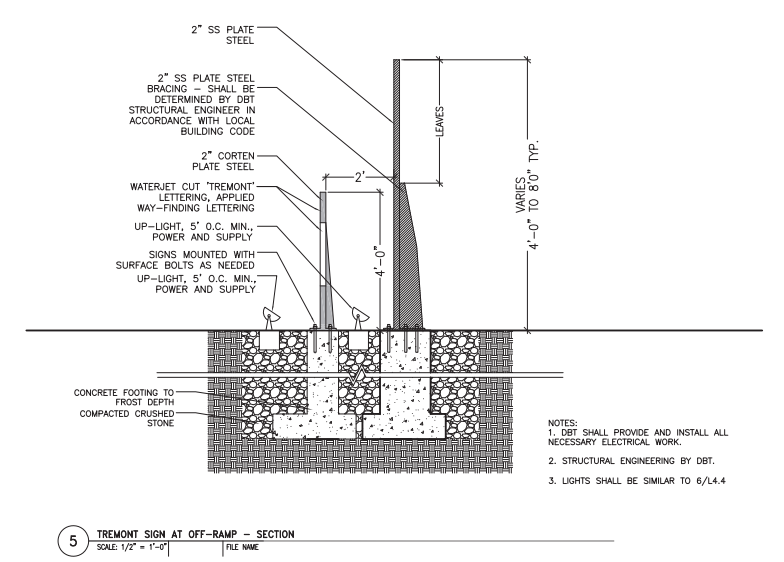 2" SS PLATE
STEEL
2" SS PLATE STEEL
BRACING – SHALL BE
DETERMINED BY DBT
STRUCTURAL ENGINEER IN
ACCORDANCE WITH LOCAL
BUILDING CODE
2" CORTEN
PLATE STEEL
WATERJET CUT 'TREMONT'
LETTERING, APPLIED
WAY–FINDING LETTERING
UP–LIGHT, 5' O.C. MIN.,
POWER AND SUPPLY
SIGNS MOUNTED WITH
SURFACE BOLTS AS NEEDED
UP–LIGHT, 5' O.C. MIN.,
POWER AND SUPPLY
2'
4'–0"
LEAVES
VARIES
4'–0" TO 8'0" TYP.
CONCRETE FOOTING TO
FROST DEPTH
COMPACTED CRUSHED
STONE
NOTES:
1. DBT SHALL PROVIDE AND INSTALL ALL
NECESSARY ELECTRICAL WORK.
2. STRUCTURAL ENGINEERING BY DBT.
3. LIGHTS SHALL BE SIMILAR TO 6/L4.4
5
TREMONT SIGN AT OFF–RAMP – SECTION
SCALE: 1/2" = 1'–0"
FILE NAME